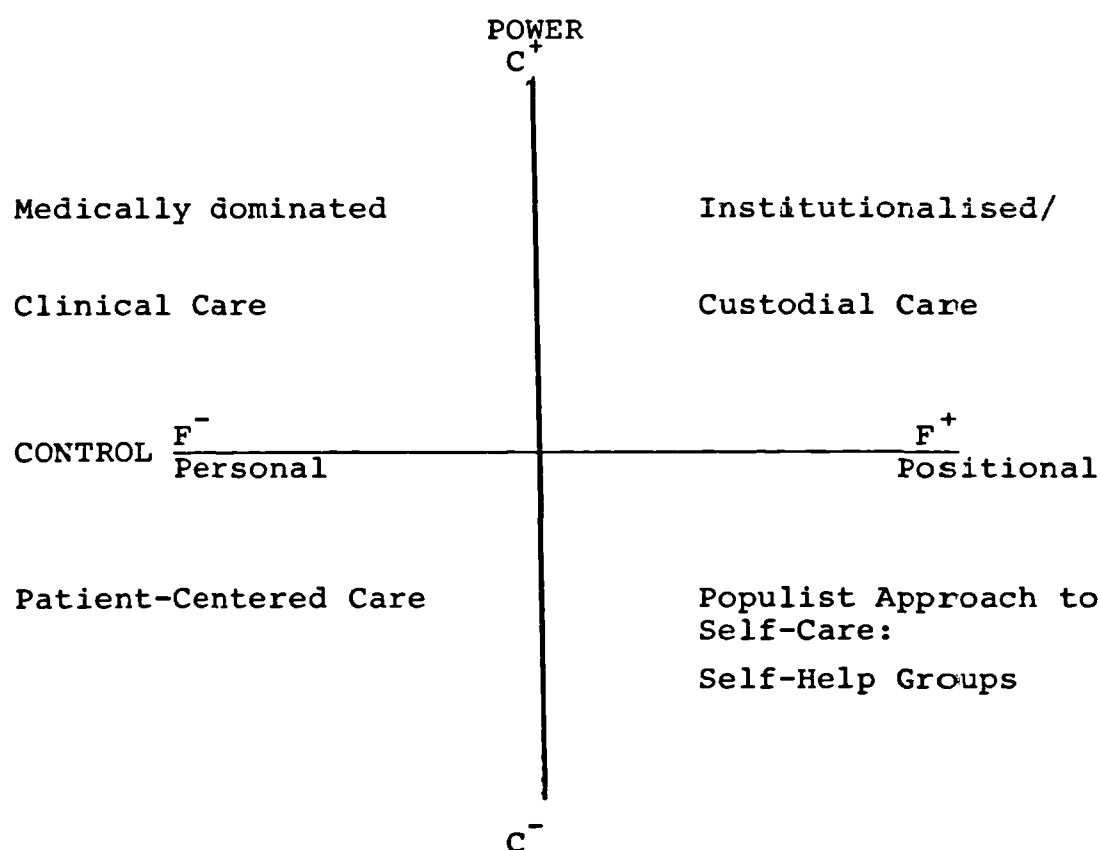 POWER
C+
Medically dominated Institutionalised/
Clinical Care Custodial Care
CONTROL F- F+
Personal Positional
Patient-Centered Care Populist Approach to
Self-Care:
Self-Help Groups
C-